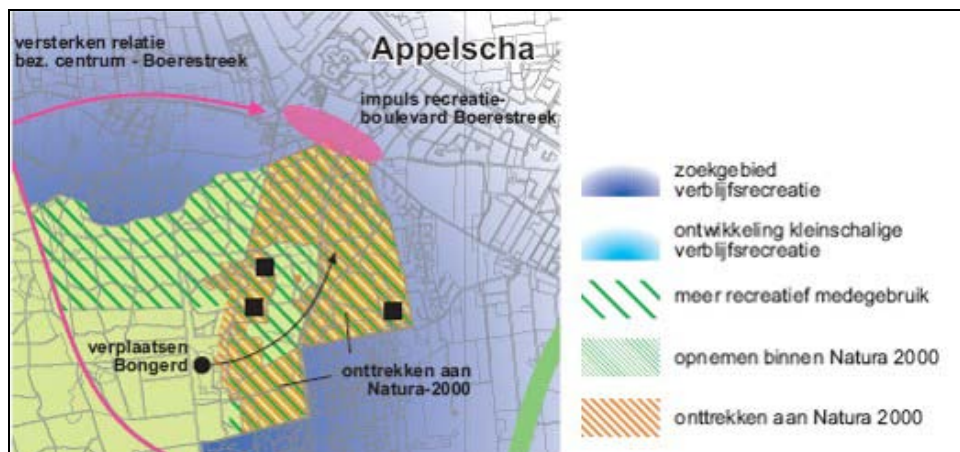 versterken relatie
bez. centrum - Boerestreek
Appelscha
impuls recreatie-
boulevard Boerestreek
verplaatsen
Bongerd
onttrekken aan
Natura-2000
zoekgebied
verblijfsrecreatie
ontwikkeling kleinschalige
verblijfsrecreatie
meer recreatief medegebruik
opnemen binnen Natura 2000
onttrekken aan Natura 2000